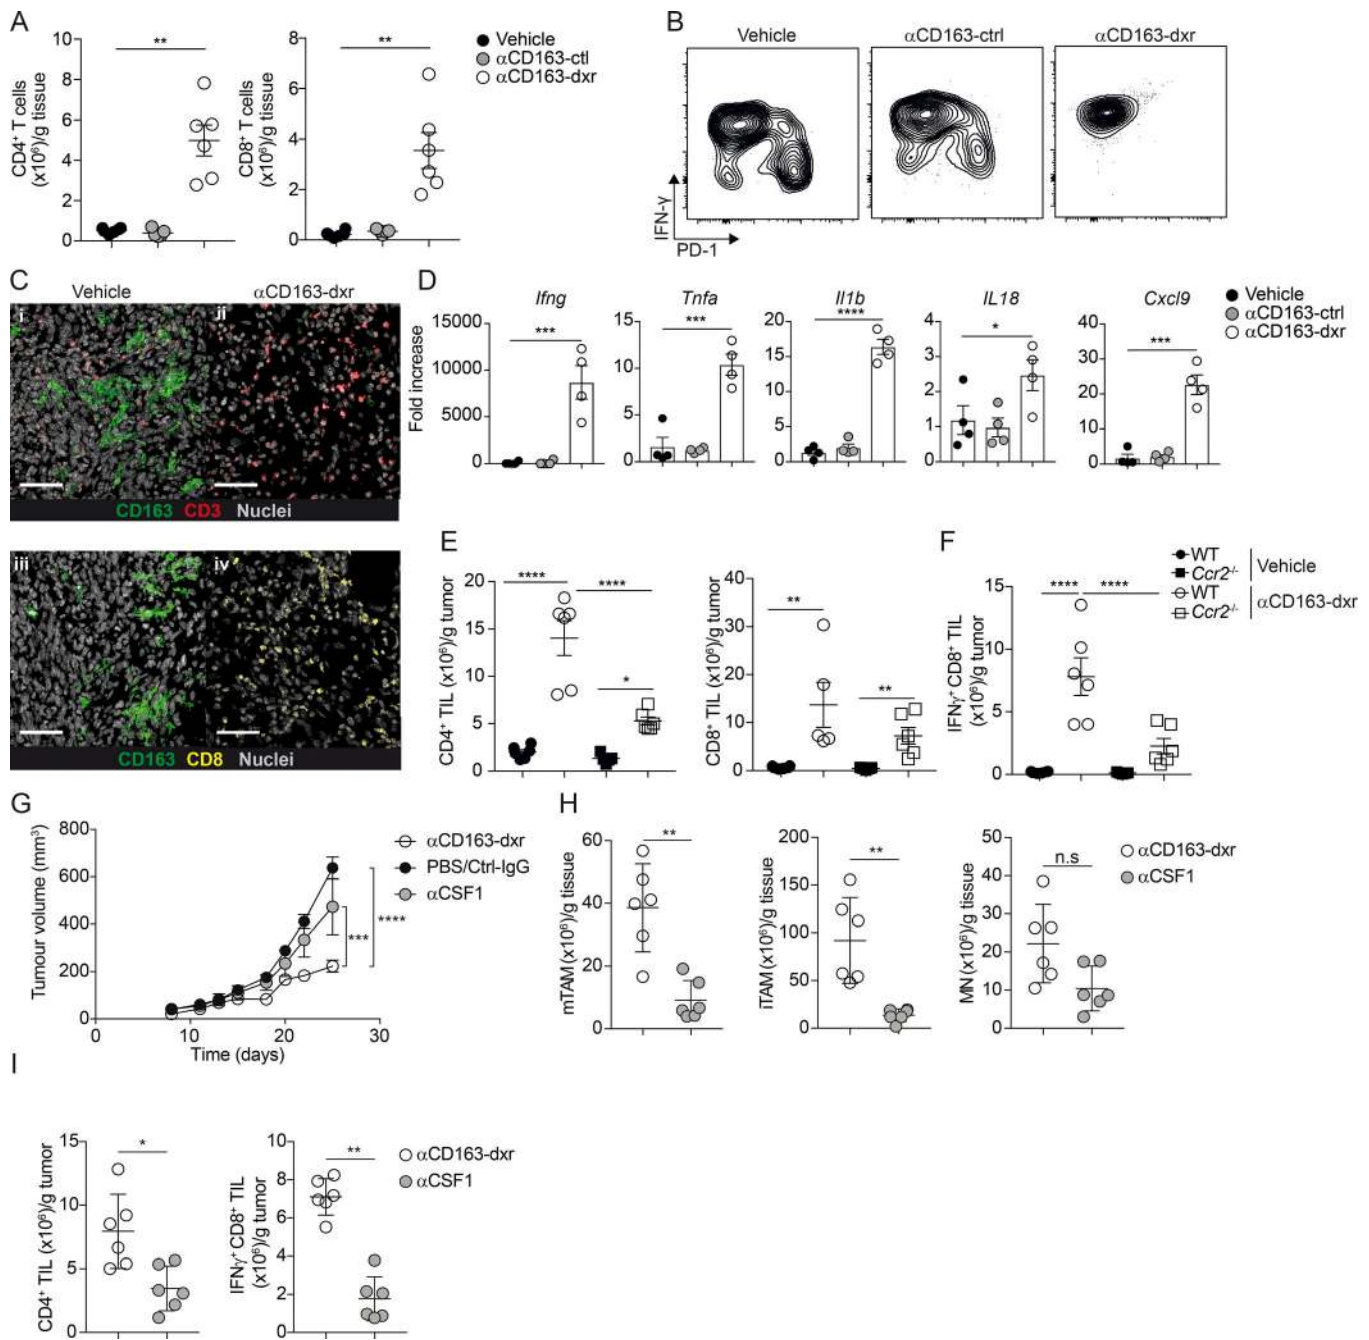 A
CD4⁺ T cells
(x10⁶)/g tissue
10
8
6
4
2
0
**
CD8⁺ T cells
(x10⁶)/g tissue
8
6
4
2
0
**
Vehicle
αCD163-ctl
αCD163-dxr
B
Vehicle
αCD163-ctrl
αCD163-dxr
IFN-γ
PD-1
C
Vehicle
αCD163-dxr
i
ii
CD163 CD3 Nuclei
iii
iv
CD163 CD8 Nuclei
D
Fold increase
Ifng
15000
10000
5000
0
***
Tnfa
15
10
5
0
***
Il1b
20
15
10
5
0
****
IL18
4
3
2
1
0
*
Cxcl9
40
30
20
10
0
***
Vehicle
αCD163-ctrl
αCD163-dxr
E
CD4⁺ TIL (x10⁶)/g tumor
20
15
10
5
0
****
****
*
CD8⁺ TIL (x10⁶)/g tumor
40
30
20
10
0
**
**
F
IFNγ⁺ CD8⁺ TIL
(x10⁶)/g tumor
15
10
5
0
****
****
WT
Ccr2⁻/⁻
Vehicle
WT
Ccr2⁻/⁻
αCD163-dxr
G
Tumour volume (mm³)
800
600
400
200
0
0
10
20
30
Time (days)
αCD163-dxr
PBS/Ctrl-IgG
αCSF1
***
****
H
mTAM (x10⁶)/g tissue
60
40
20
0
**
iTAM (x10⁶)/g tissue
200
150
100
50
0
**
MN (x10⁶)/g tissue
50
40
30
20
10
0
n.s
αCD163-dxr
αCSF1
I
CD4⁺ TIL (x10⁶)/g tumor
15
10
5
0
*
IFNγ⁺ CD8⁺ TIL
(x10⁶)/g tumor
10
8
6
4
2
0
**
αCD163-dxr
αCSF1